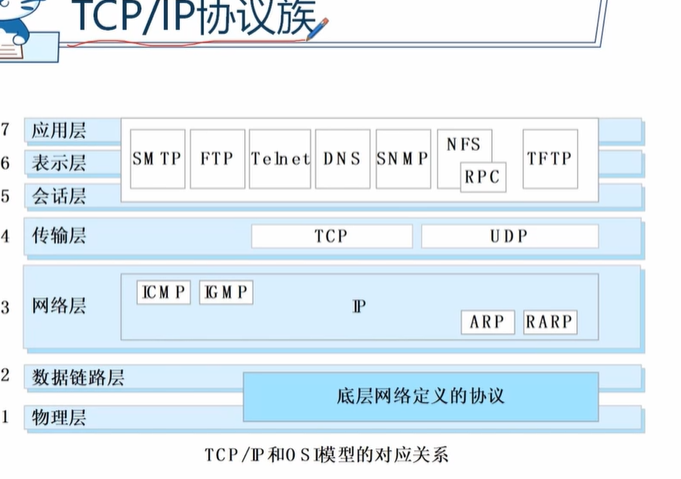 TCP/IP协议族
7 应用层
6 表示层
5 会话层
SMTP FTP Telnet DNS SNMP NFS RPC TFTP
4 传输层 TCP UDP
3 网络层 ICMP IGMP IP ARP RARP
2 数据链路层
1 物理层
底层网络定义的协议
TCP/IP和OSI模型的对应关系